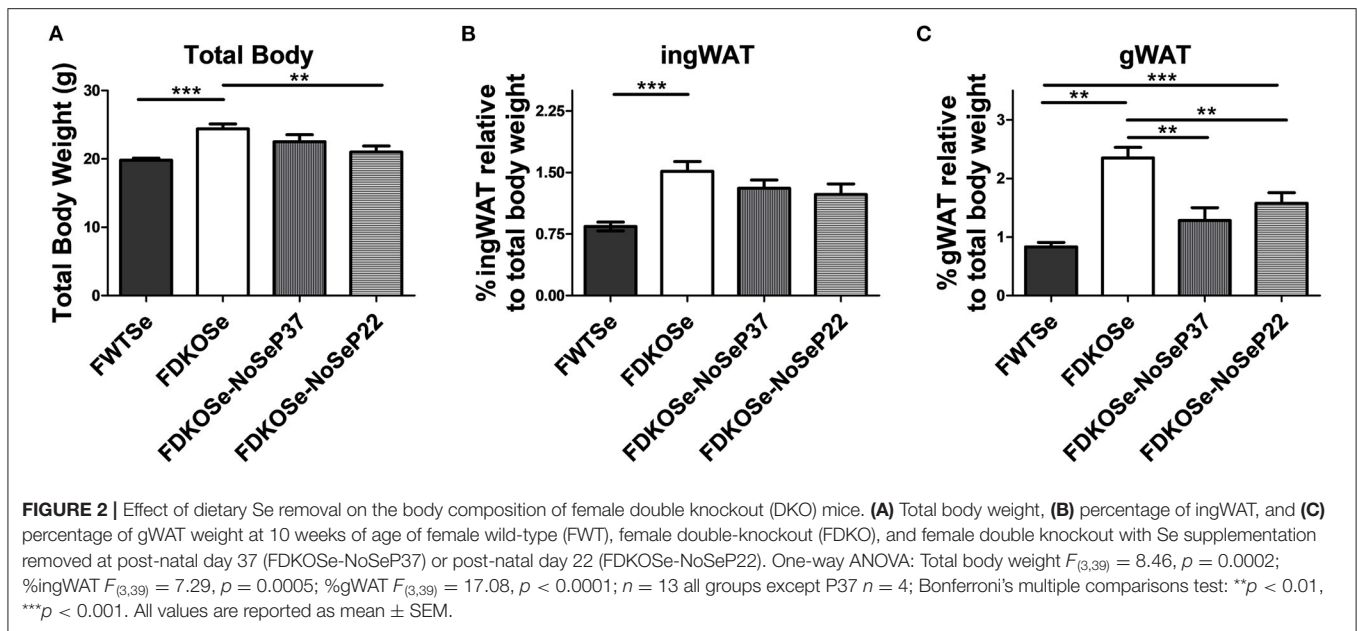 A
Total Body
Total Body Weight (g)
30
20
10
0
***
**
FWTSe
FDKOSe
FDKOSe-NoSeP37
FDKOSe-NoSeP22
B
ingWAT
% ingWAT relative
to total body weight
2.25
1.50
0.75
0.00
***
FWTSe
FDKOSe
FDKOSe-NoSeP37
FDKOSe-NoSeP22
C
gWAT
% gWAT relative
to total body weight
3
2
1
0
***
**
**
**
FWTSe
FDKOSe
FDKOSe-NoSeP37
FDKOSe-NoSeP22
FIGURE 2 | Effect of dietary Se removal on the body composition of female double knockout (DKO) mice. (A) Total body weight, (B) percentage of ingWAT, and (C)
percentage of gWAT weight at 10 weeks of age of female wild-type (FWT), female double-knockout (FDKO), and female double knockout with Se supplementation
removed at post-natal day 37 (FDKOSe-NoSeP37) or post-natal day 22 (FDKOSe-NoSeP22). One-way ANOVA: Total body weight F(3,39) = 8.46, p = 0.0002;
%ingWAT F(3,39) = 7.29, p = 0.0005; %gWAT F(3,39) = 17.08, p < 0.0001; n = 13 all groups except P37 n = 4; Bonferroni's multiple comparisons test: **p < 0.01,
***p < 0.001. All values are reported as mean ± SEM.